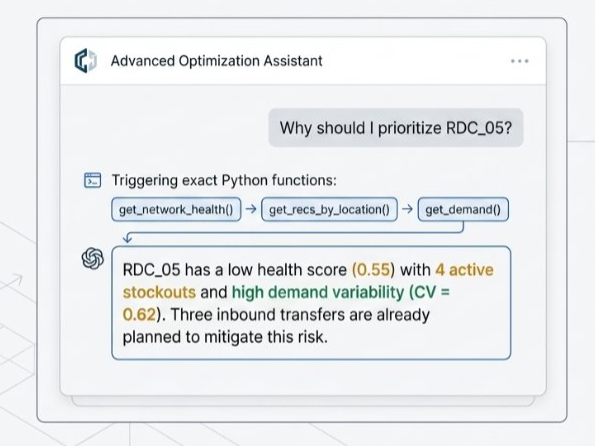 Advanced Optimization Assistant
Why should I prioritize RDC_05?
Triggering exact Python functions:
get_network_health() → get_recs_by_location() → get_demand()
RDC_05 has a low health score (0.55) with 4 active
stockouts and high demand variability (CV =
0.62). Three inbound transfers are already
planned to mitigate this risk.